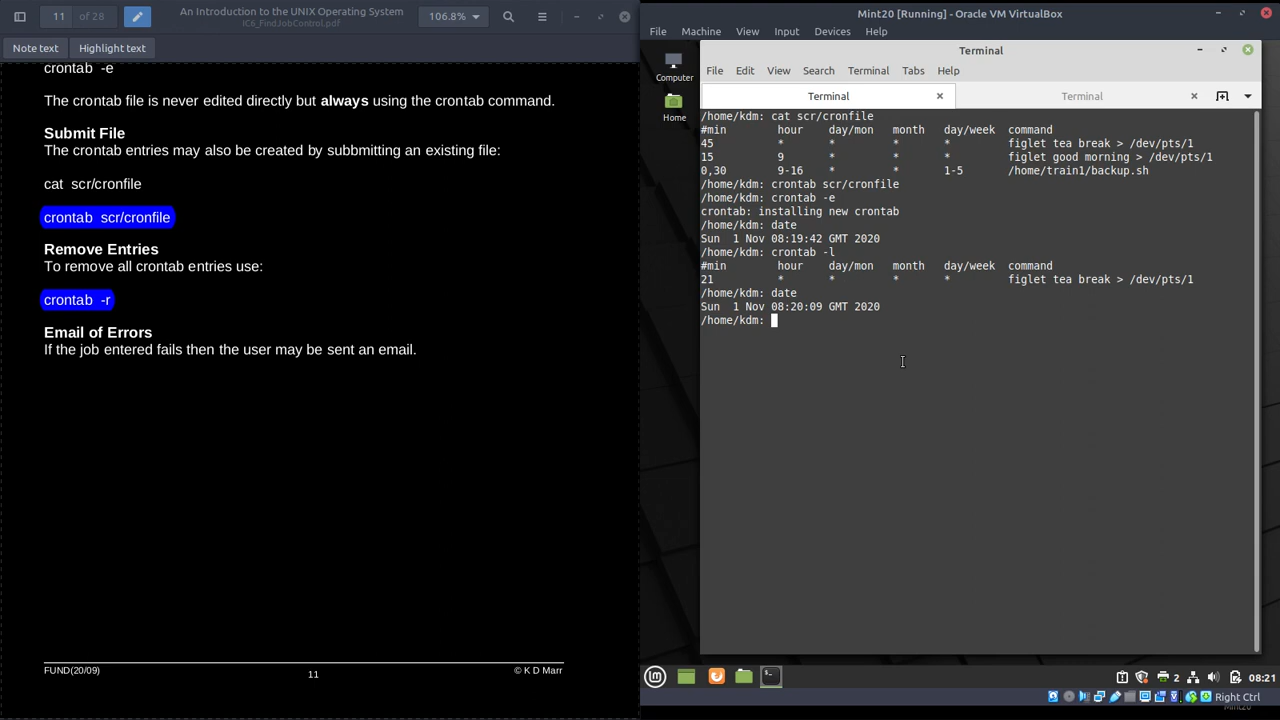 11 of 28
An Introduction to the UNIX Operating System
IC6_FindJobControl.pdf
106.8%
Note text
Highlight text
crontab -e
The crontab file is never edited directly but always using the crontab command.
Submit File
The crontab entries may also be created by subbmitting an existing file:
cat scr/cronfile
crontab scr/cronfile
Remove Entries
To remove all crontab entries use:
crontab -r
Email of Errors
If the job entered fails then the user may be sent an email.
FUND(20/09)
11
© K D Marr
Mint20 [Running] - Oracle VM VirtualBox
File Machine View Input Devices Help
Computer
Home
Terminal
File Edit View Search Terminal Tabs Help
Terminal
Terminal
/home/kdm: cat scr/cronfile
#min hour day/mon month day/week command
45 * * * * figlet tea break > /dev/pts/1
15 9 * * * figlet good morning > /dev/pts/1
0,30 9-16 * * 1-5 /home/train1/backup.sh
/home/kdm: crontab scr/cronfile
/home/kdm: crontab -e
crontab: installing new crontab
/home/kdm: date
Sun 1 Nov 08:19:42 GMT 2020
/home/kdm: crontab -l
#min hour day/mon month day/week command
21 * * * * figlet tea break > /dev/pts/1
/home/kdm: date
Sun 1 Nov 08:20:09 GMT 2020
/home/kdm:
2
08:21
Right Ctrl
Mint20